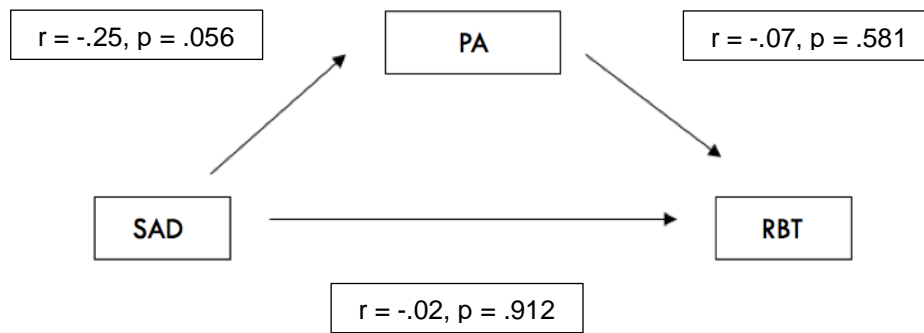 r = -.25, p = .056
PA
r = -.07, p = .581
SAD
RBT
r = -.02, p = .912